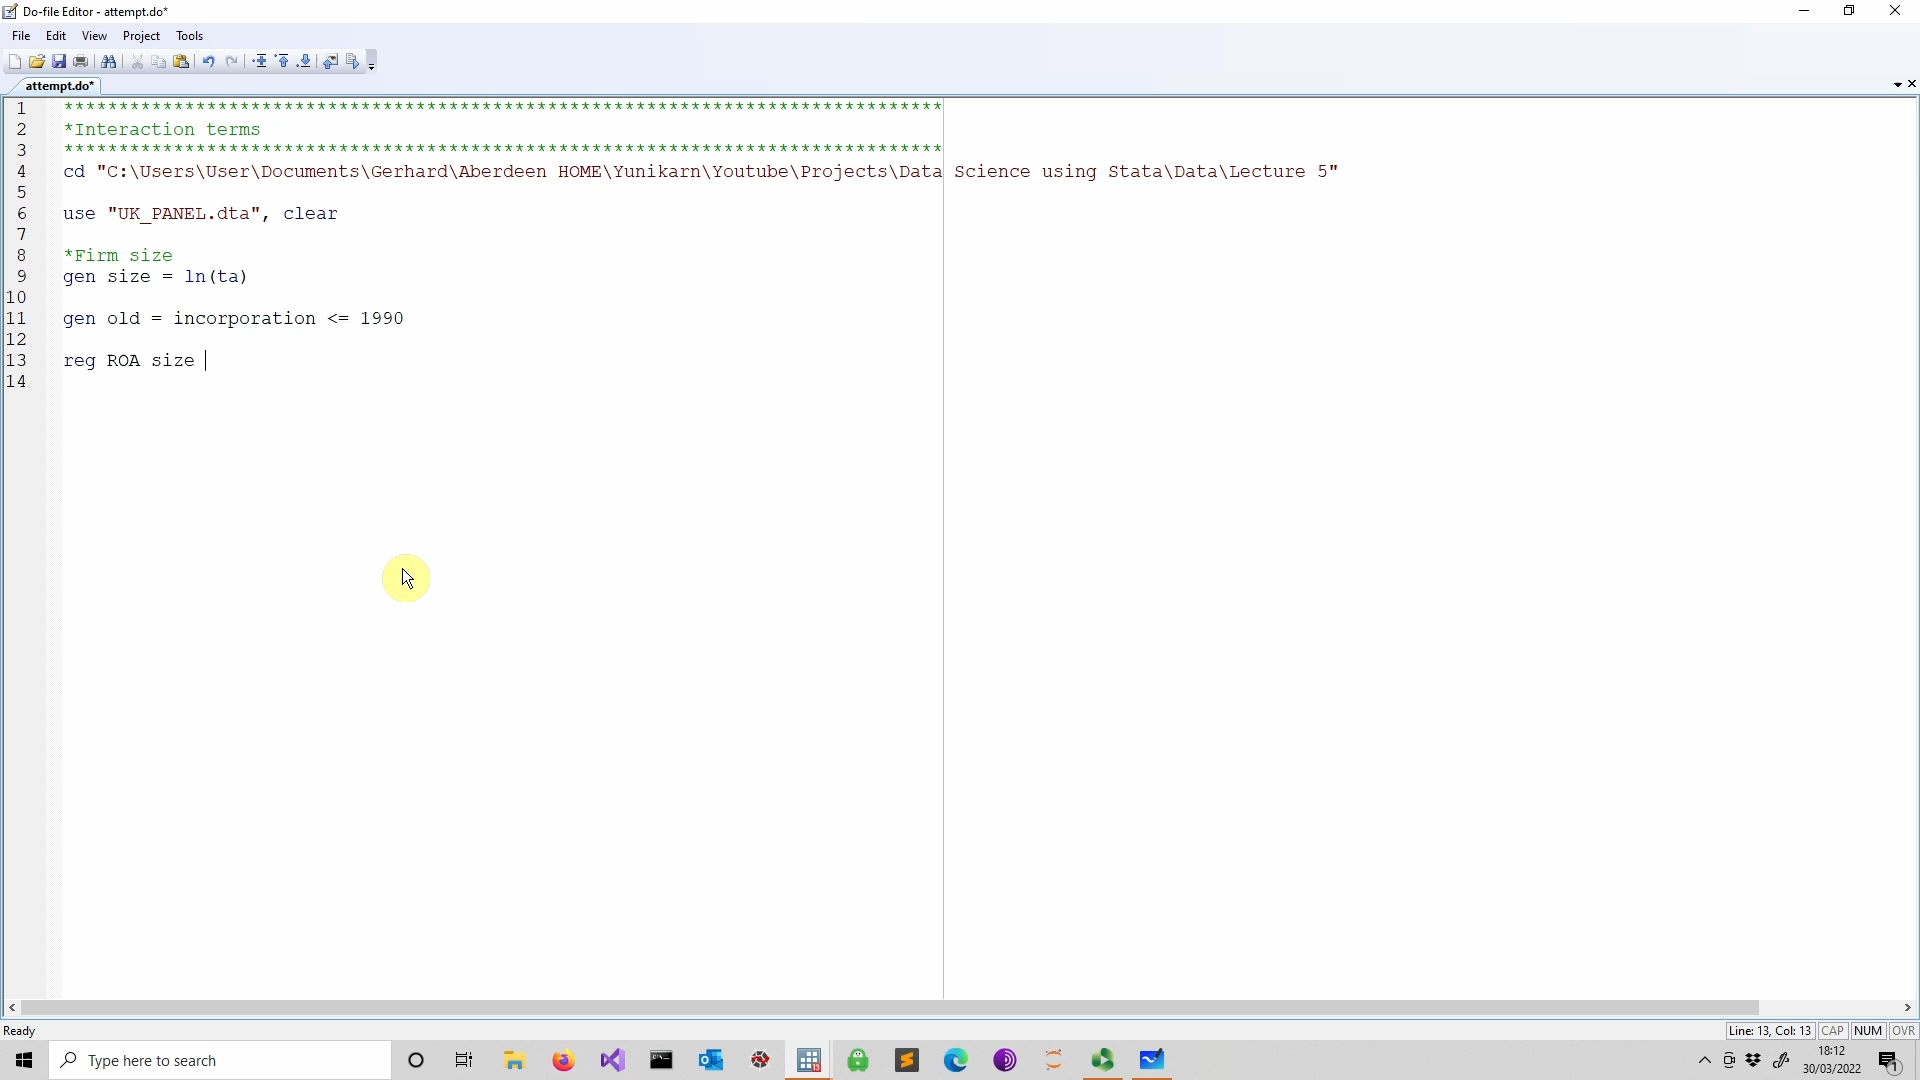 Do-file Editor - attempt.do*
File Edit View Project Tools
attempt.do*
1 ********************************************************************************
2 *Interaction terms
3 ********************************************************************************
4 cd "C:\Users\User\Documents\Gerhard\Aberdeen HOME\Yunikarn\Youtube\Projects\Data Science using Stata\Data\Lecture 5"
5
6 use "UK_PANEL.dta", clear
7
8 *Firm size
9 gen size = ln(ta)
10
11 gen old = incorporation <= 1990
12
13 reg ROA size
14
Ready Line: 13, Col: 13 CAP NUM OVR
Type here to search 18:12
30/03/2022 1